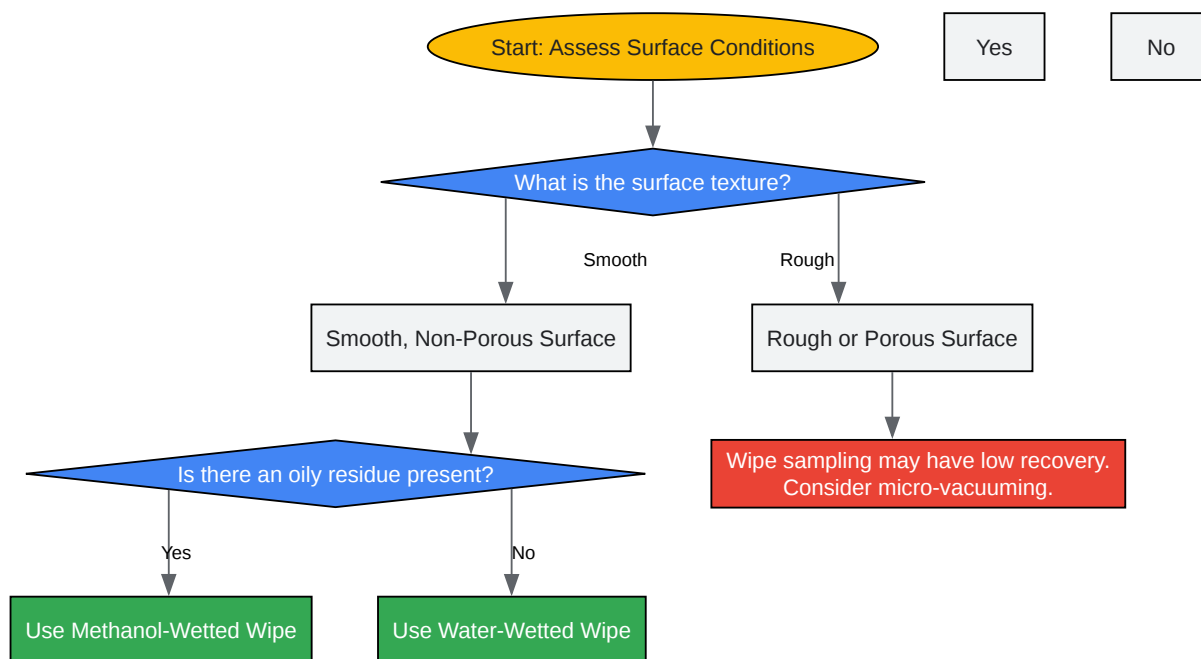 Start: Assess Surface Conditions
Yes
No
What is the surface texture?
Smooth
Rough
Smooth, Non-Porous Surface
Rough or Porous Surface
Is there an oily residue present?
Wipe sampling may have low recovery.
Consider micro-vacuuming.
Yes
No
Use Methanol-Wetted Wipe
Use Water-Wetted Wipe